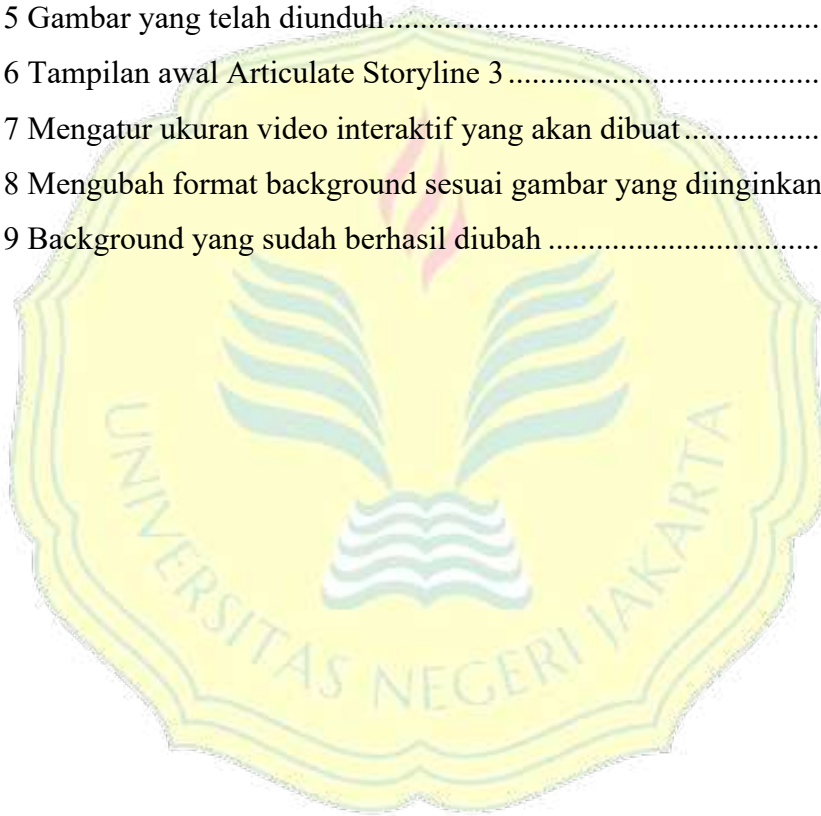 5 Gambar yang telah diunduh......................................................
6 Tampilan awal Articulate Storyline 3.......................................
7 Mengatur ukuran video interaktif yang akan dibuat.................
8 Mengubah format background sesuai gambar yang diinginkan
9 Background yang sudah berhasil diubah..................................
UNIVERSITAS NEGERI JAKARTA